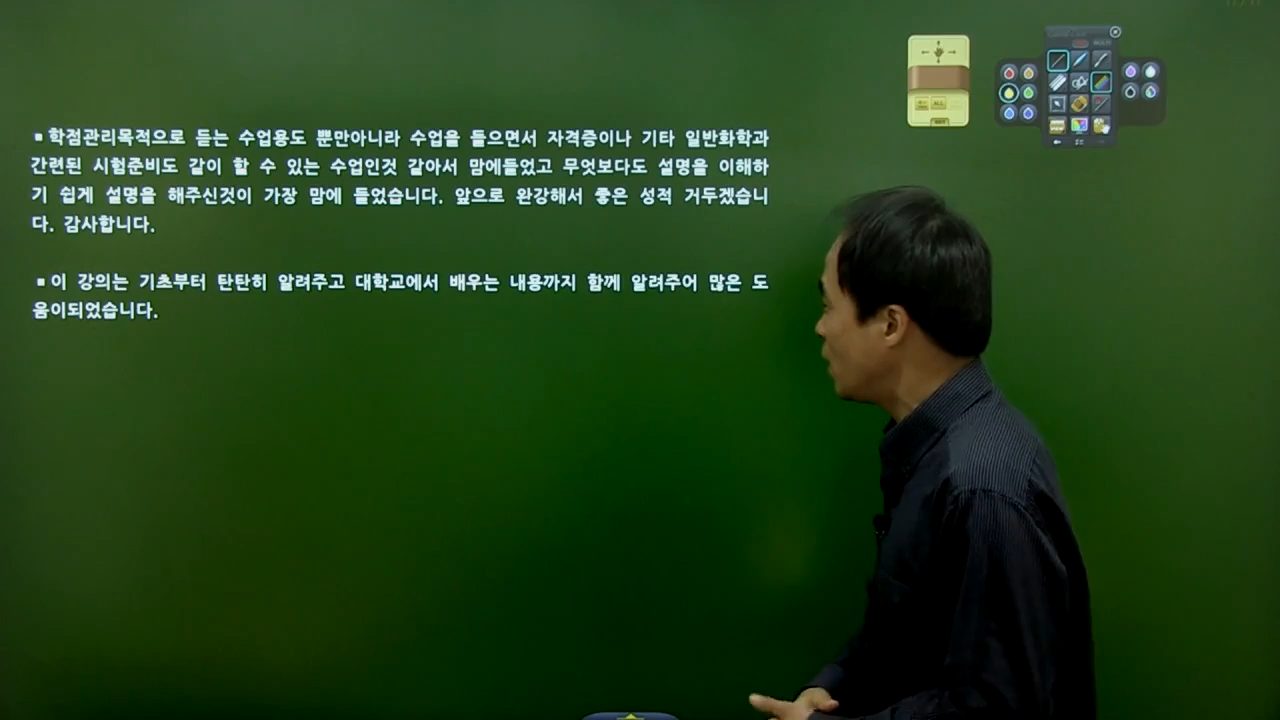 ▪학점관리목적으로 듣는 수업용도 뿐만아니라 수업을 들으면서 자격증이나 기타 일반화학과
간련된 시험준비도 같이 할 수 있는 수업인것 같아서 맘에들었고 무엇보다도 설명을 이해하
기 쉽게 설명을 해주신것이 가장 맘에 들었습니다. 앞으로 완강해서 좋은 성적 거두겠습니
다. 감사합니다.
▪이 강의는 기초부터 탄탄히 알려주고 대학교에서 배우는 내용까지 함께 알려주어 많은 도
움이되었습니다.
ALL